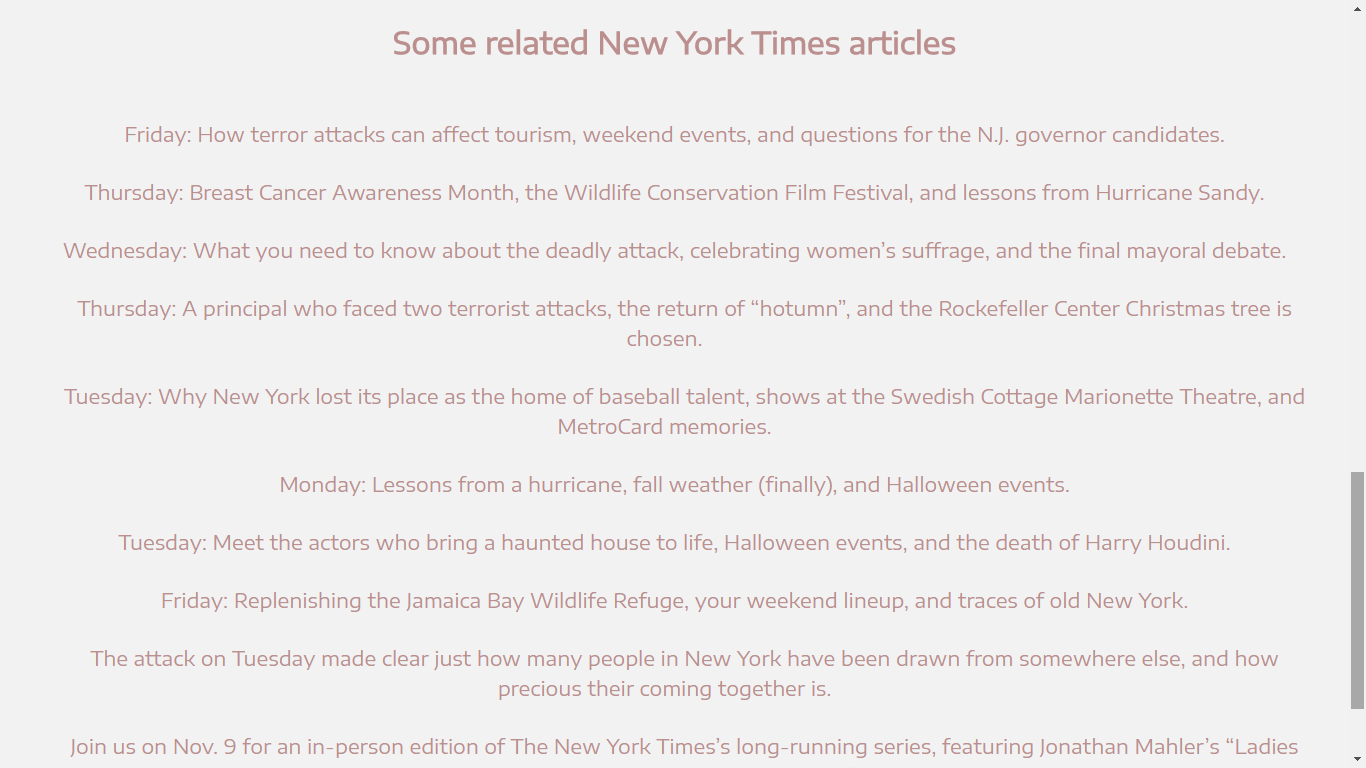 Some related New York Times articles
Friday: How terror attacks can affect tourism, weekend events, and questions for the N.J. governor candidates.
Thursday: Breast Cancer Awareness Month, the Wildlife Conservation Film Festival, and lessons from Hurricane Sandy.
Wednesday: What you need to know about the deadly attack, celebrating women’s suffrage, and the final mayoral debate.
Thursday: A principal who faced two terrorist attacks, the return of “hotumn”, and the Rockefeller Center Christmas tree is
chosen.
Tuesday: Why New York lost its place as the home of baseball talent, shows at the Swedish Cottage Marionette Theatre, and
MetroCard memories.
Monday: Lessons from a hurricane, fall weather (finally), and Halloween events.
Tuesday: Meet the actors who bring a haunted house to life, Halloween events, and the death of Harry Houdini.
Friday: Replenishing the Jamaica Bay Wildlife Refuge, your weekend lineup, and traces of old New York.
The attack on Tuesday made clear just how many people in New York have been drawn from somewhere else, and how
precious their coming together is.
Join us on Nov. 9 for an in-person edition of The New York Times’s long-running series, featuring Jonathan Mahler’s “Ladies